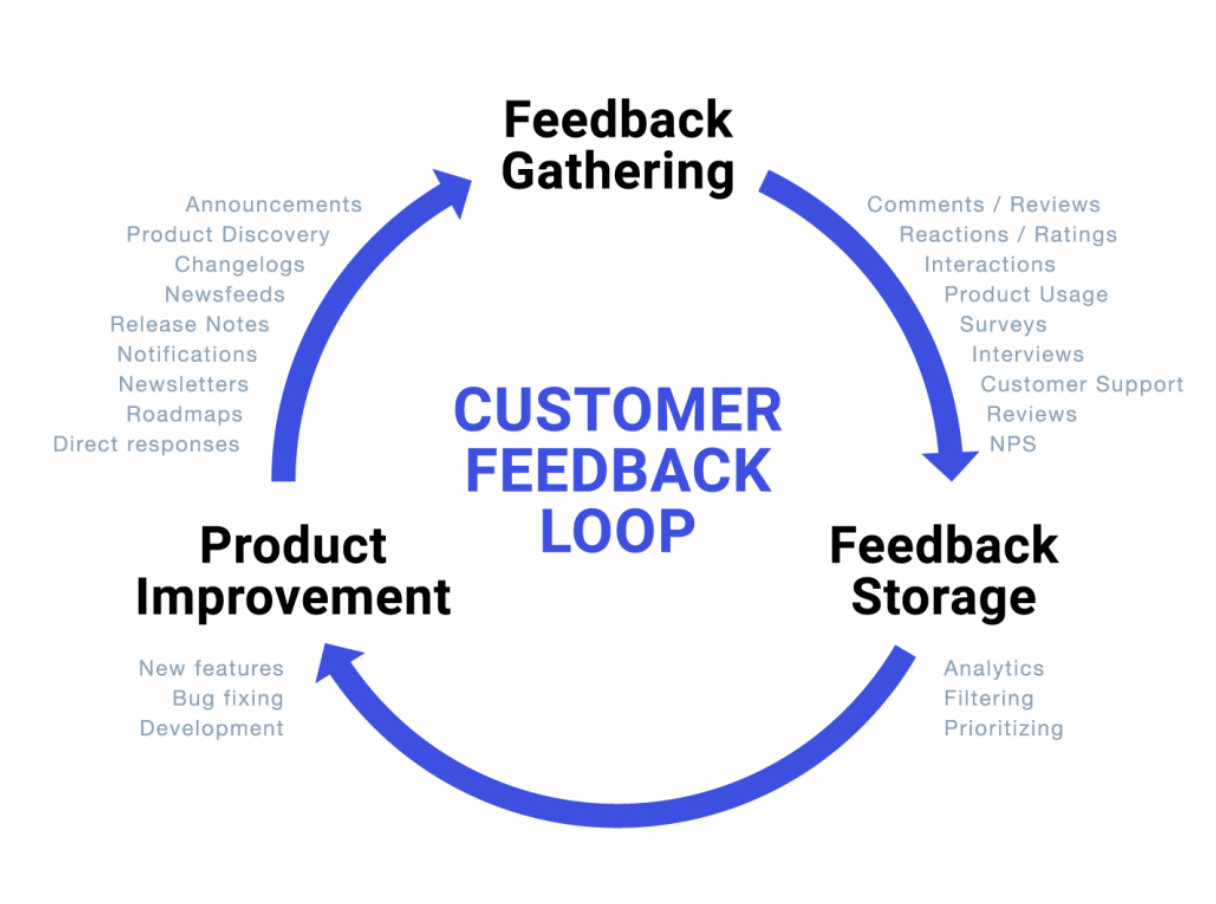 Feedback
Gathering
Announcements
Product Discovery
Changelogs
Newsfeeds
Release Notes
Notifications
Newsletters
Roadmaps
Direct responses
Comments / Reviews
Reactions / Ratings
Interactions
Product Usage
Surveys
Interviews
Customer Support
Reviews
NPS
CUSTOMER
FEEDBACK
LOOP
Product
Improvement
New features
Bug fixing
Development
Feedback
Storage
Analytics
Filtering
Prioritizing